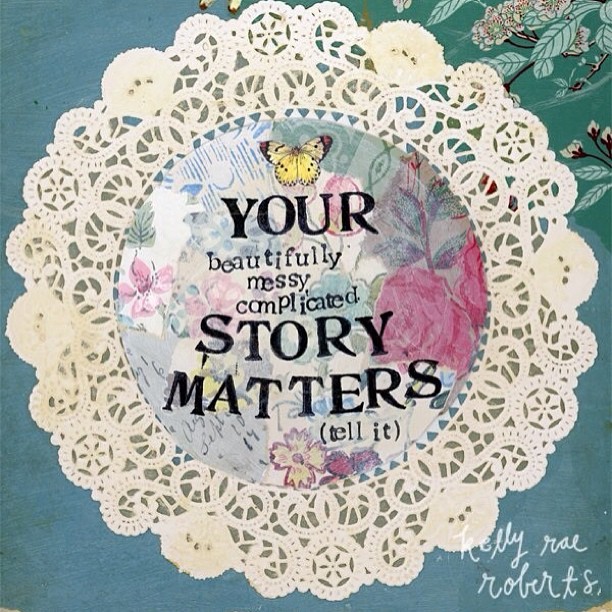 YOUR
beautifully
messy
complicated.
STORY
MATTERS
(tell it)
kelly rae
roberts.